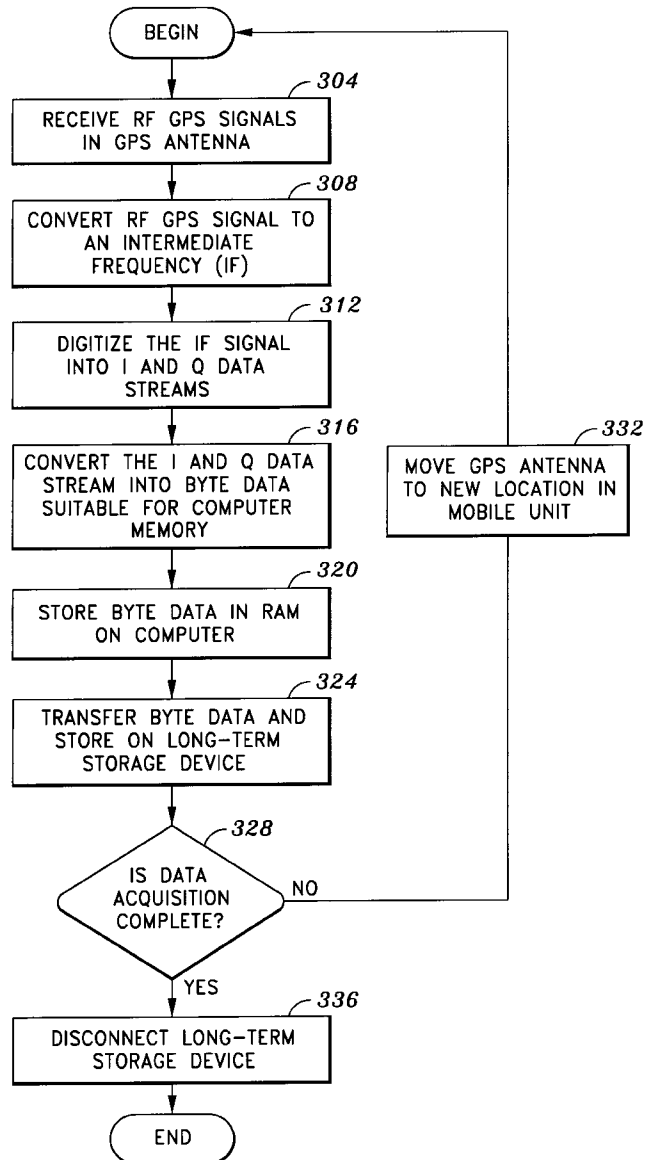 BEGIN
304
RECEIVE RF GPS SIGNALS
IN GPS ANTENNA
308
CONVERT RF GPS SIGNAL TO
AN INTERMEDIATE
FREQUENCY (IF)
312
DIGITIZE THE IF SIGNAL
INTO I AND Q DATA
STREAMS
316
CONVERT THE I AND Q DATA
STREAM INTO BYTE DATA
SUITABLE FOR COMPUTER
MEMORY
320
STORE BYTE DATA IN RAM
ON COMPUTER
324
TRANSFER BYTE DATA AND
STORE ON LONG-TERM
STORAGE DEVICE
328
IS DATA
ACQUISITION
COMPLETE?
NO
332
MOVE GPS ANTENNA
TO NEW LOCATION IN
MOBILE UNIT
YES
336
DISCONNECT LONG-TERM
STORAGE DEVICE
END